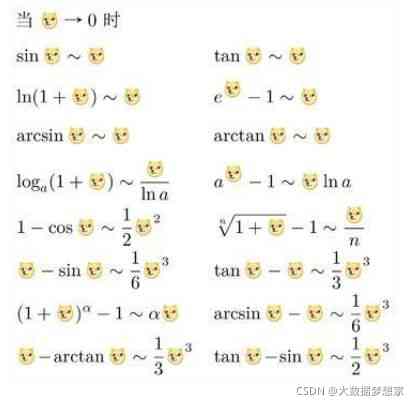 当 🐱 → 0 时
sin 🐱 ~ 🐱 tan 🐱 ~ 🐱
ln(1 + 🐱) ~ 🐱 e^🐱 − 1 ~ 🐱
arcsin 🐱 ~ 🐱 arctan 🐱 ~ 🐱
logₐ(1 + 🐱) ~ 🐱/ln a a^🐱 − 1 ~ 🐱 ln a
1 − cos 🐱 ~ 1/2 🐱² ⁿ√(1 + 🐱) − 1 ~ 🐱/n
🐱 − sin 🐱 ~ 1/6 🐱³ tan 🐱 − 🐱 ~ 1/3 🐱³
(1 + 🐱)^α − 1 ~ α🐱 arcsin 🐱 − 🐱 ~ 1/6 🐱³
🐱 − arctan 🐱 ~ 1/3 🐱³ tan 🐱 − sin 🐱 ~ 1/2 🐱³
CSDN @大数据梦想家